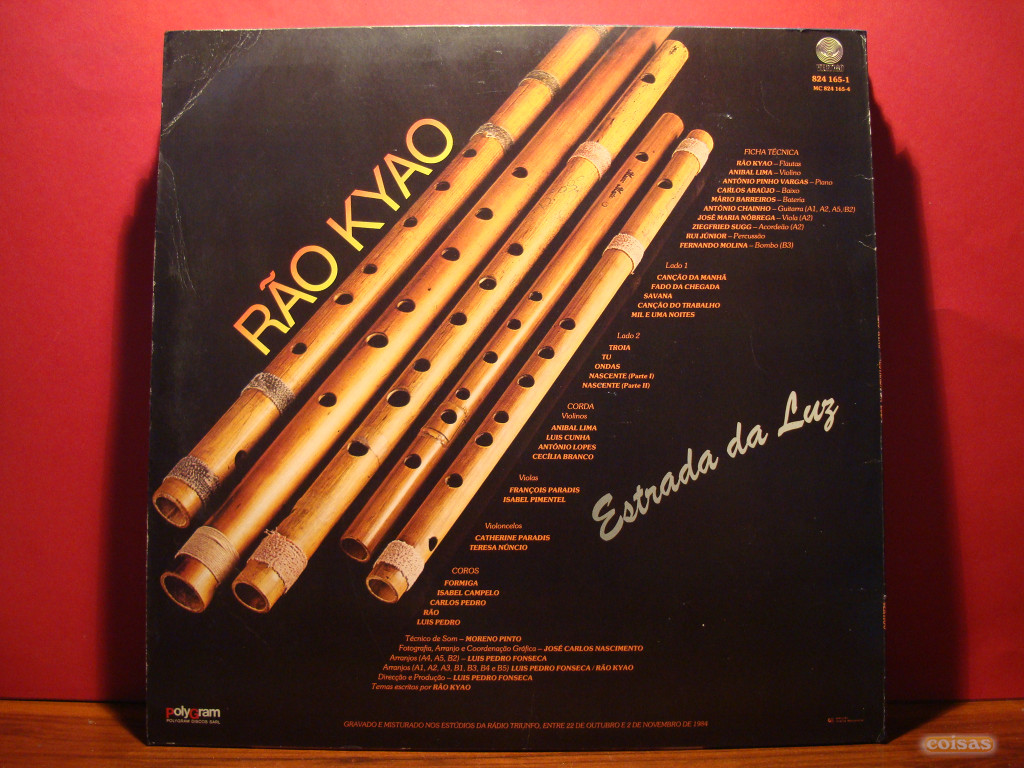 RÃO KYAO
824 165-1
MC 824 165-4
FICHA TÉCNICA
RÃO KYAO – Flautas
ANIBAL LIMA – Violino
ANTÓNIO PINHO VARGAS – Piano
CARLOS ARAÚJO – Baixo
MÁRIO BARREIROS – Bateria
ANTÓNIO CHAINHO – Guitarra (A1, A2, A5, B2)
JOSÉ MARIA NÓBREGA – Viola (A2)
ZIEGFRIED SUGG – Acordeão (A2)
RUI JÚNIOR – Percussão
FERNANDO MOLINA – Bombo (B3)
Lado 1
CANÇÃO DA MANHÃ
FADO DA CHEGADA
SAVANA
CANÇÃO DO TRABALHO
MIL E UMA NOITES
Lado 2
TROIA
TU
ONDAS
NASCENTE (Parte I)
NASCENTE (Parte II)
CORDA
Violinos
ANIBAL LIMA
LUIS CUNHA
ANTÓNIO LOPES
CECÍLIA BRANCO
Violas
FRANÇOIS PARADIS
ISABEL PIMENTEL
Violoncelos
CATHERINE PARADIS
TERESA NÚNCIO
COROS
FORMIGA
ISABEL CAMPELO
CARLOS PEDRO
RÃO
LUIS PEDRO
Estrada da Luz
Técnico de Som – MORENO PINTO
Fotografia, Arranjo e Coordenação Gráfica – JOSÉ CARLOS NASCIMENTO
Arranjos (A4, A5, B2) – LUIS PEDRO FONSECA
Arranjos (A1, A2, A3, B1, B3, B4 e B5) LUIS PEDRO FONSECA / RÃO KYAO
Direcção e Produção – LUIS PEDRO FONSECA
Temas escritos por RÃO KYAO
polygram
POLYGRAM DISCOS SARL
GRAVADO E MISTURADO NOS ESTÚDIOS DA RÁDIO TRIUNFO, ENTRE 22 DE OUTUBRO E 2 DE NOVEMBRO DE 1984
coisas